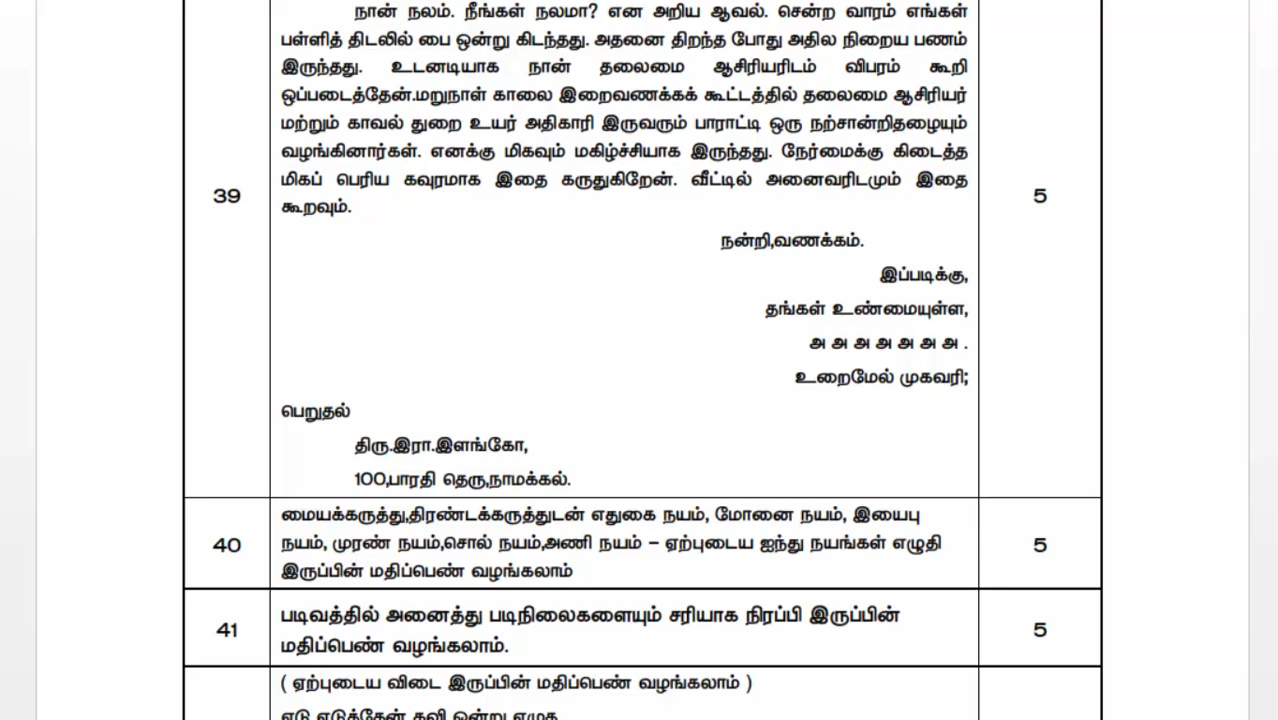 நான் நலம். நீங்கள் நலமா? என அறிய ஆவல். சென்ற வாரம் எங்கள்
பள்ளித் திடலில் பை ஒன்று கிடந்தது. அதனை திறந்த போது அதில நிறைய பணம்
இருந்தது. உடனடியாக நான் தலைமை ஆசிரியரிடம் விபரம் கூறி
ஒப்படைத்தேன்.மறுநாள் காலை இறைவணக்கக் கூட்டத்தில் தலைமை ஆசிரியர்
மற்றும் காவல் துறை உயர் அதிகாரி இருவரும் பாராட்டி ஒரு நற்சான்றிதழையும்
வழங்கினார்கள். எனக்கு மிகவும் மகிழ்ச்சியாக இருந்தது. நேர்மைக்கு கிடைத்த
39 மிகப் பெரிய கவுரமாக இதை கருதுகிறேன். வீட்டில் அனைவரிடமும் இதை 5
கூறவும்.
நன்றி,வணக்கம்.
இப்படிக்கு,
தங்கள் உண்மையுள்ள,
அ அ அ அ அ அ அ .
உறைமேல் முகவரி;
பெறுதல்
திரு.இரா.இளங்கோ,
100,பாரதி தெரு,நாமக்கல்.
மையக்கருத்து,திரண்டக்கருத்துடன் எதுகை நயம், மோனை நயம், இயைபு
40 நயம், முரண் நயம்,சொல் நயம்,அணி நயம் – ஏற்புடைய ஐந்து நயங்கள் எழுதி 5
இருப்பின் மதிப்பெண் வழங்கலாம்
படிவத்தில் அனைத்து படிநிலைகளையும் சரியாக நிரப்பி இருப்பின்
41 மதிப்பெண் வழங்கலாம். 5
( ஏற்புடைய விடை இருப்பின் மதிப்பெண் வழங்கலாம் )
ஏடு எடுத்தேன் கவி ஒன்று எழுத